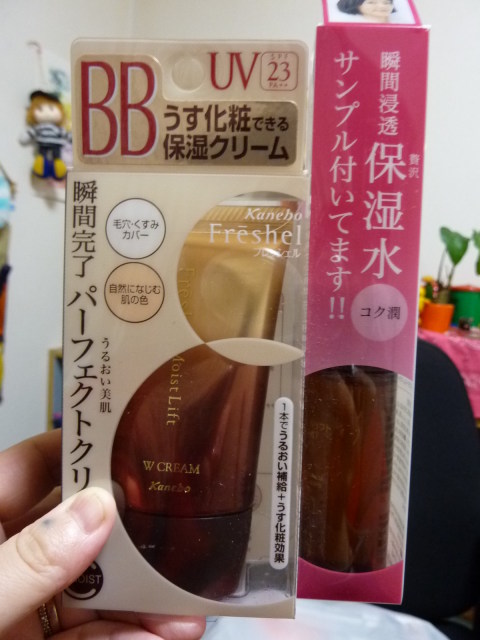 BB
UV
SPF
23
PA++
うす化粧できる
保湿クリーム
瞬間完了
うるおい美肌
パーフェクトクリ
毛穴・くすみ
カバー
自然になじむ
肌の色
Kanebo
Freshel
フレッシェル
Moist Lift
W CREAM
Kanebo
1本でうるおい補給+うす化粧効果
MOIST
瞬間浸透
贅沢
保湿水
サンプル付いてます!!
コク潤